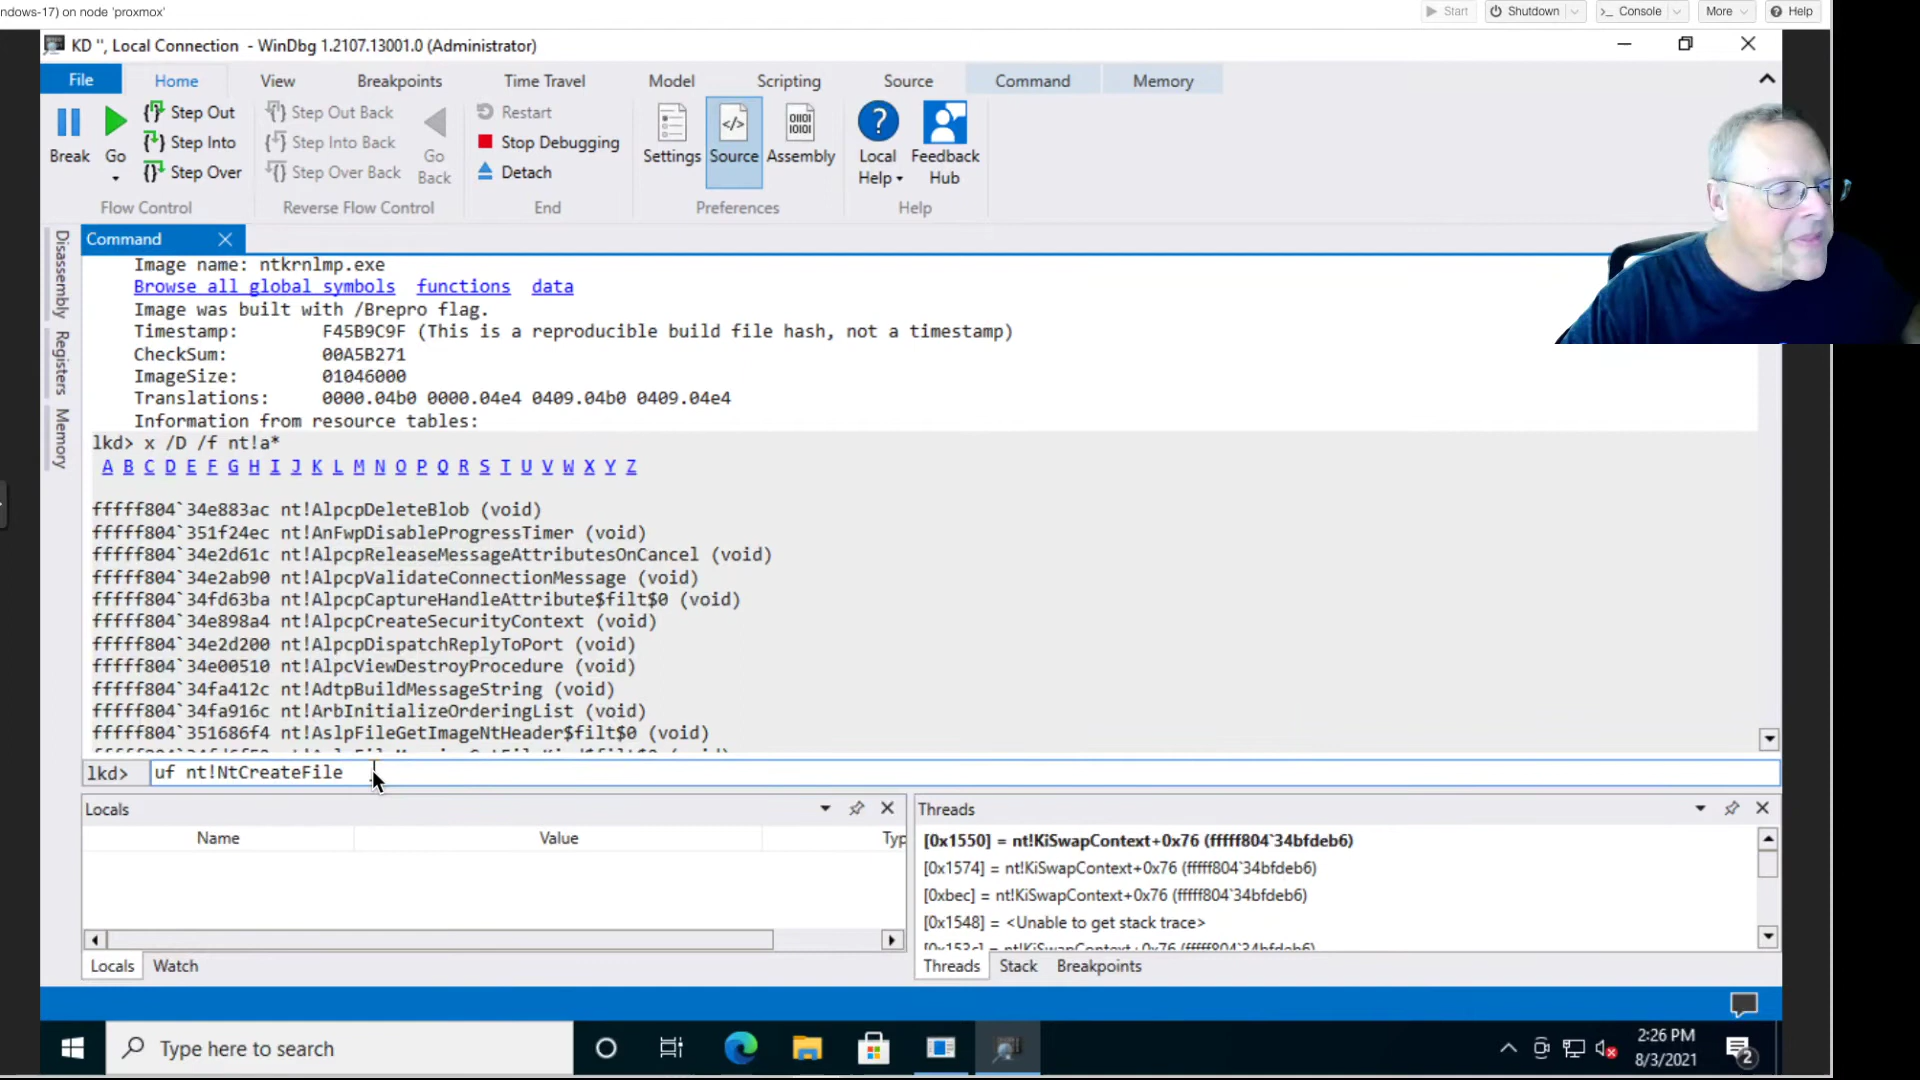 ndows-17) on node 'proxmox'
Start
Shutdown
Console
More
Help
KD '', Local Connection - WinDbg 1.2107.13001.0 (Administrator)
File
Home
View
Breakpoints
Time Travel
Model
Scripting
Source
Command
Memory
Break
Go
Step Out
Step Into
Step Over
Flow Control
Step Out Back
Step Into Back
Step Over Back
Go Back
Reverse Flow Control
Restart
Stop Debugging
Detach
End
Settings
Source
Assembly
Preferences
Local Help
Feedback Hub
Help
Disassembly
Registers
Memory
Command
Image name: ntkrnlmp.exe
Browse all global symbols functions data
Image was built with /Brepro flag.
Timestamp: F45B9C9F (This is a reproducible build file hash, not a timestamp)
CheckSum: 00A5B271
ImageSize: 01046000
Translations: 0000.04b0 0000.04e4 0409.04b0 0409.04e4
Information from resource tables:
lkd> x /D /f nt!a*
A B C D E F G H I J K L M N O P Q R S T U V W X Y Z
fffff804`34e883ac nt!AlpcpDeleteBlob (void)
fffff804`351f24ec nt!AnFwpDisableProgressTimer (void)
fffff804`34e2d61c nt!AlpcpReleaseMessageAttributesOnCancel (void)
fffff804`34e2ab90 nt!AlpcpValidateConnectionMessage (void)
fffff804`34fd63ba nt!AlpcpCaptureHandleAttribute$filt$0 (void)
fffff804`34e898a4 nt!AlpcpCreateSecurityContext (void)
fffff804`34e2d200 nt!AlpcpDispatchReplyToPort (void)
fffff804`34e00510 nt!AlpcViewDestroyProcedure (void)
fffff804`34fa412c nt!AdtpBuildMessageString (void)
fffff804`34fa916c nt!ArbInitializeOrderingList (void)
fffff804`351686f4 nt!AslpFileGetImageNtHeader$filt$0 (void)
lkd> uf nt!NtCreateFile
Locals
Name
Value
Typ
Locals
Watch
Threads
[0x1550] = nt!KiSwapContext+0x76 (fffff804`34bfdeb6)
[0x1574] = nt!KiSwapContext+0x76 (fffff804`34bfdeb6)
[0xbec] = nt!KiSwapContext+0x76 (fffff804`34bfdeb6)
[0x1548] = <Unable to get stack trace>
[0x153c] = nt!KiSwapContext+0x76 (fffff804`34bfdeb6)
Threads
Stack
Breakpoints
Type here to search
2:26 PM
8/3/2021
2